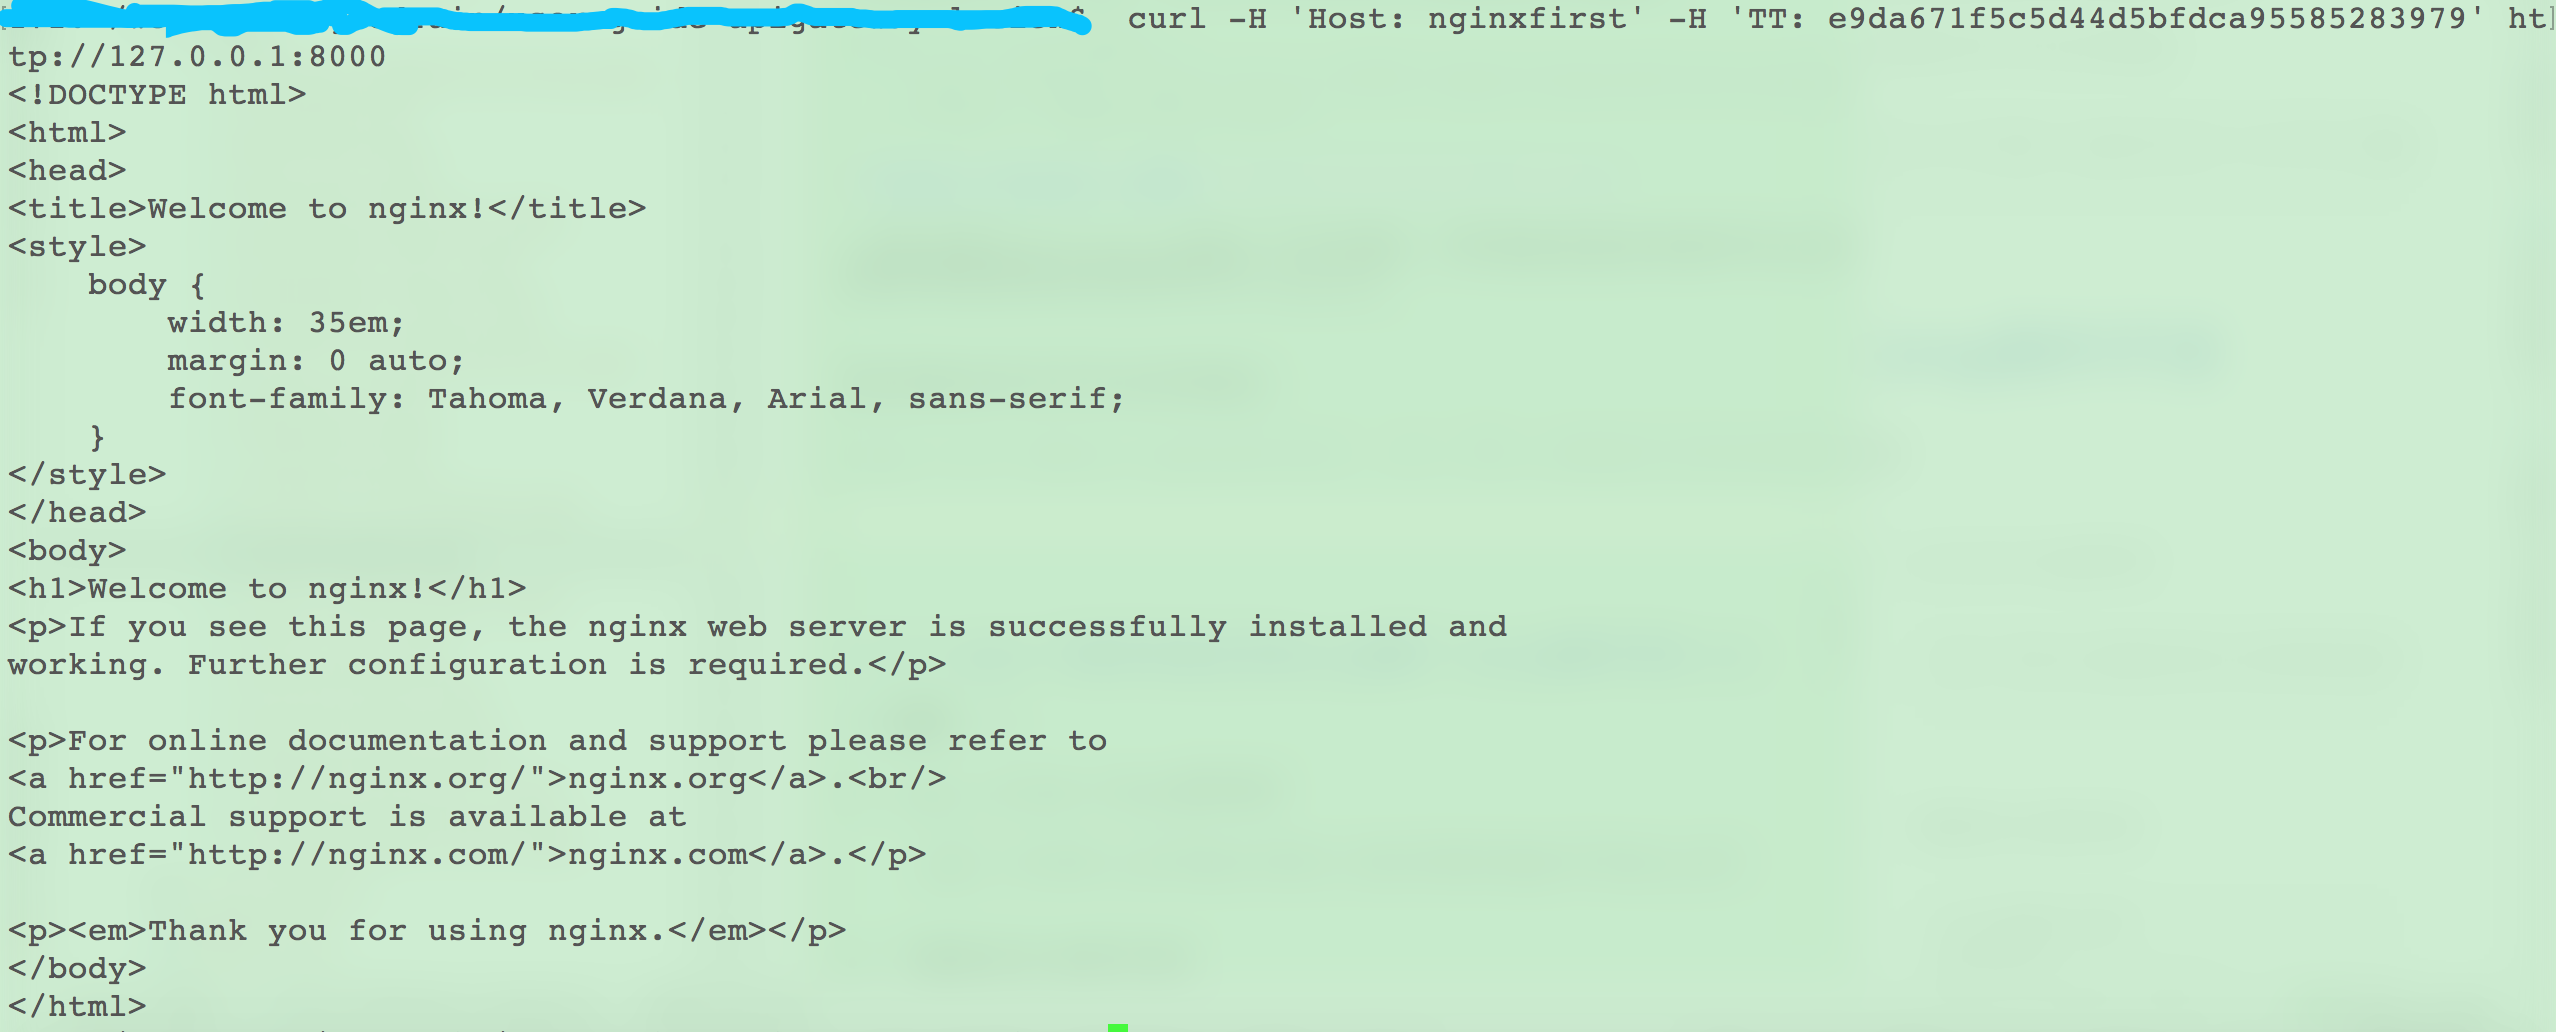 $ curl -H 'Host: nginxfirst' -H 'TT: e9da671f5c5d44d5bfdca95585283979' ht
tp://127.0.0.1:8000
<!DOCTYPE html>
<html>
<head>
<title>Welcome to nginx!</title>
<style>
    body {
        width: 35em;
        margin: 0 auto;
        font-family: Tahoma, Verdana, Arial, sans-serif;
    }
</style>
</head>
<body>
<h1>Welcome to nginx!</h1>
<p>If you see this page, the nginx web server is successfully installed and
working. Further configuration is required.</p>

<p>For online documentation and support please refer to
<a href="http://nginx.org/">nginx.org</a>.<br/>
Commercial support is available at
<a href="http://nginx.com/">nginx.com</a>.</p>

<p><em>Thank you for using nginx.</em></p>
</body>
</html>